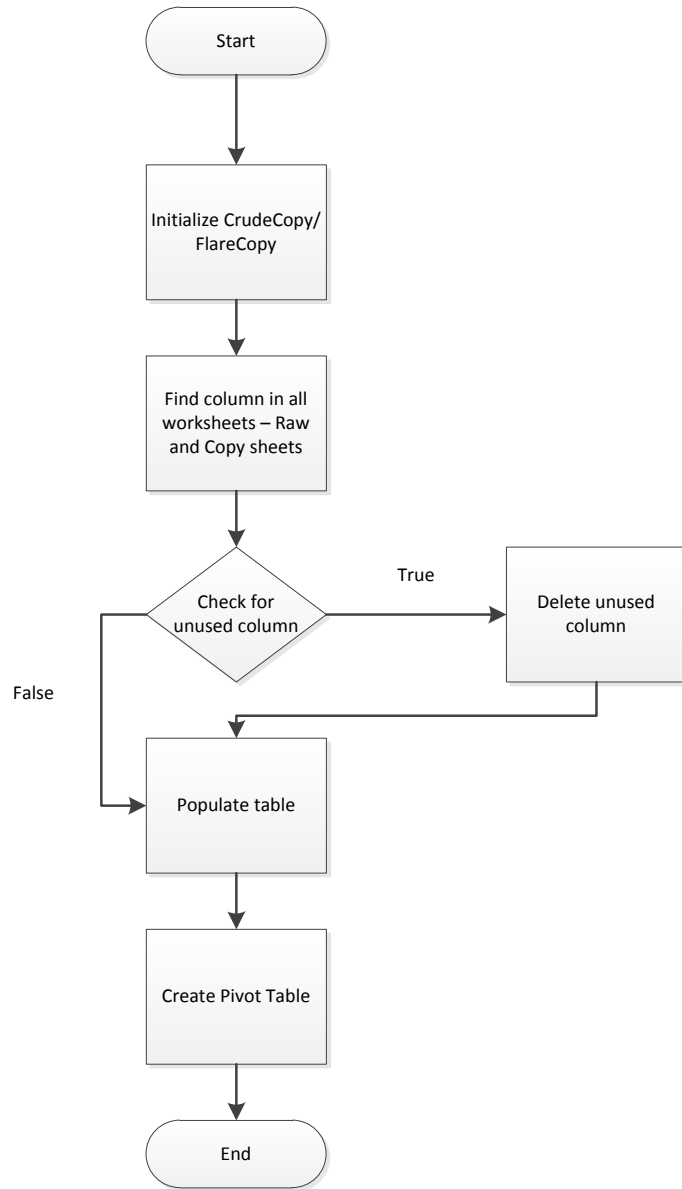 Start
Initialize CrudeCopy/
FlareCopy
Find column in all
worksheets – Raw
and Copy sheets
Check for
unused column
True
Delete unused
column
False
Populate table
Create Pivot Table
End